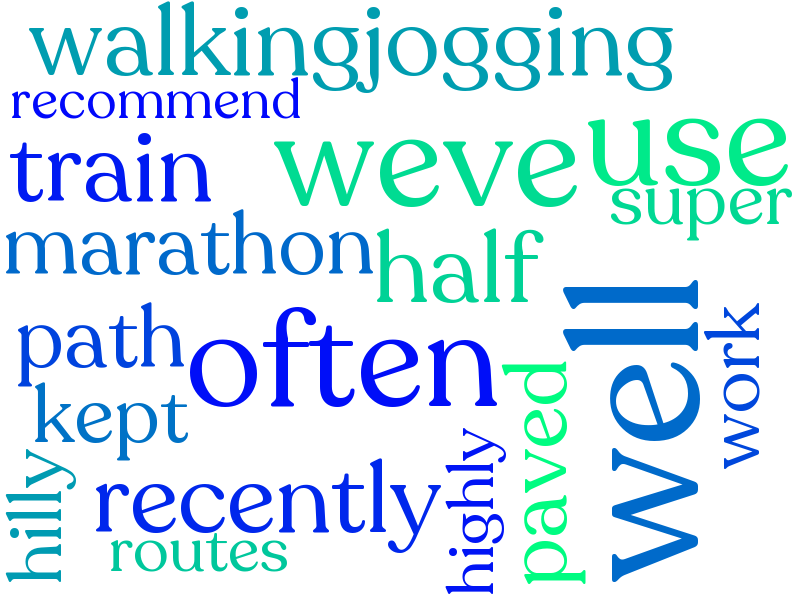 walkingjogging
recommend
train
weve
use
super
marathon
half
well
work
path
often
kept
paved
highly
hilly
recently
routes